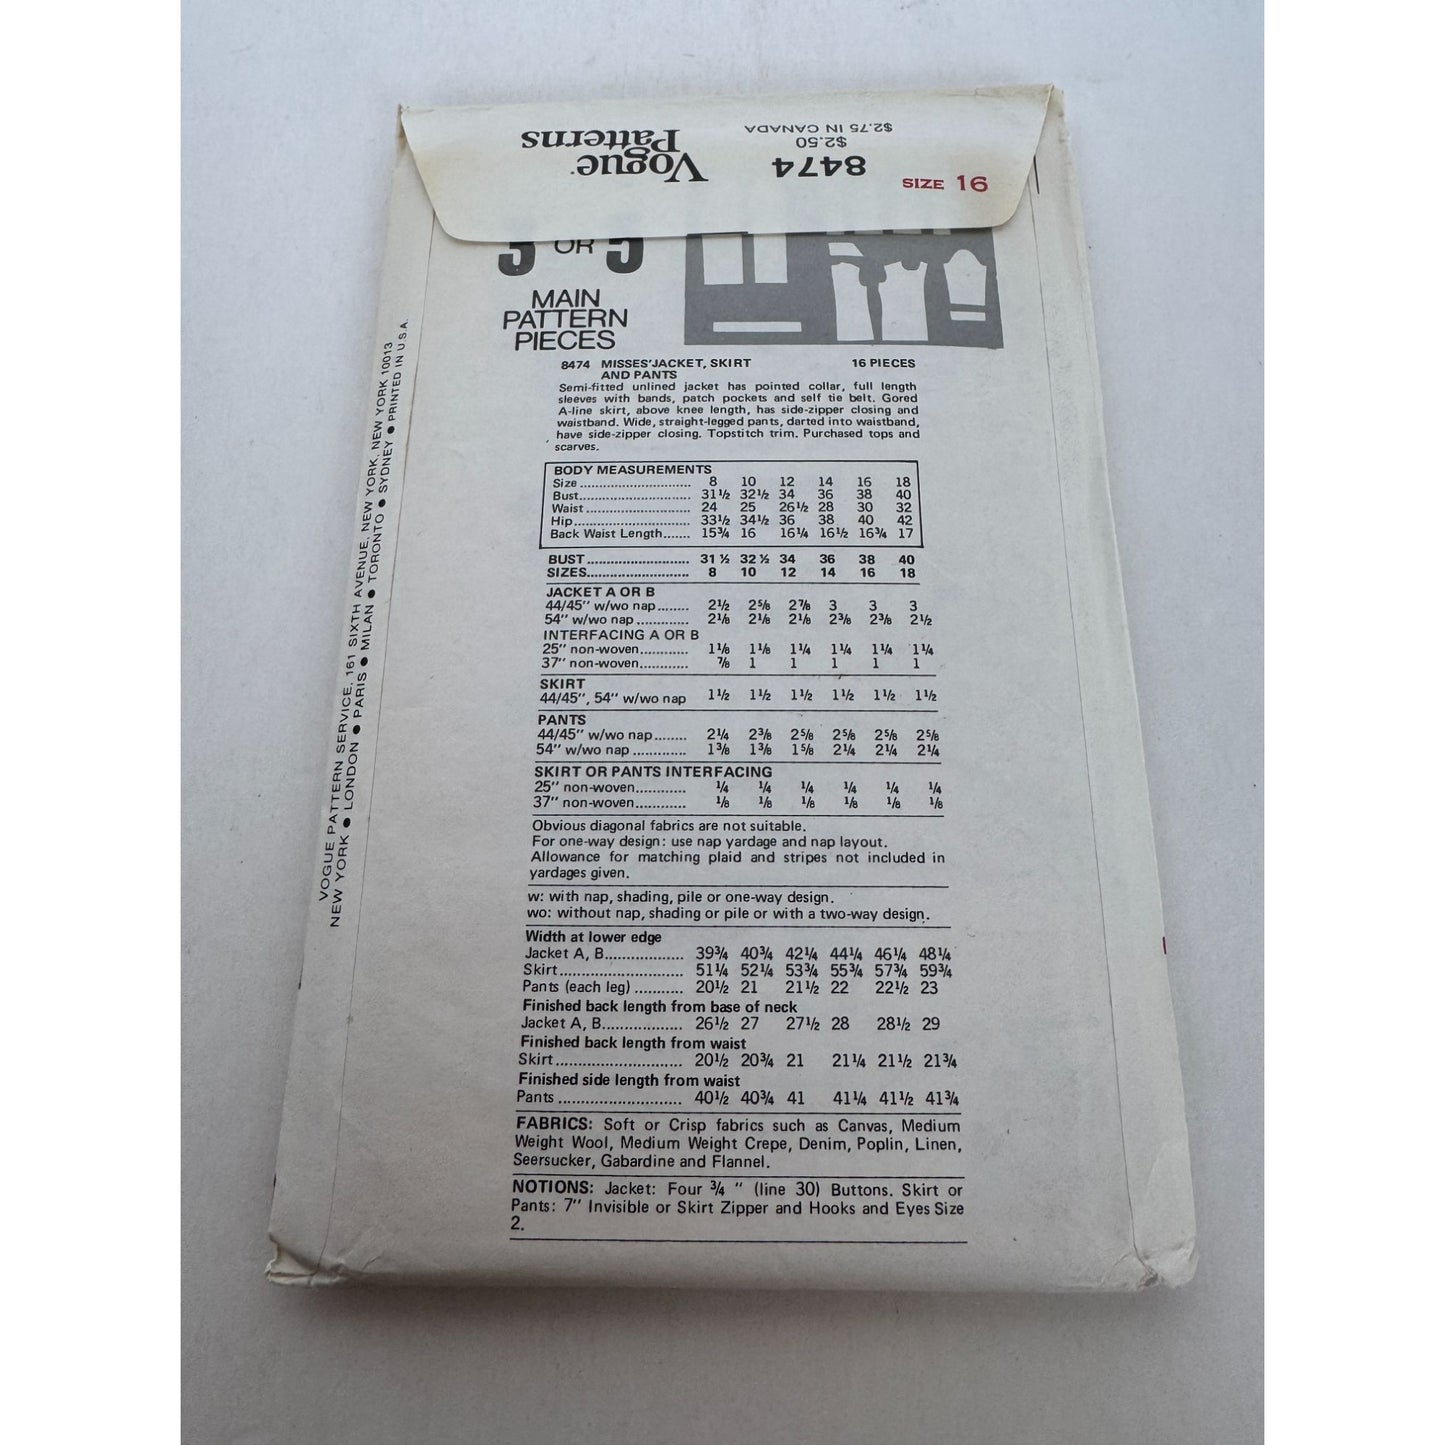 Vogue
Patterns
8474
$2.50
$2.75 IN CANADA
SIZE 16
3 OR 5
MAIN
PATTERN
PIECES
8474 MISSES' JACKET, SKIRT 16 PIECES
AND PANTS
Semi-fitted unlined jacket has pointed collar, full length
sleeves with bands, patch pockets and self tie belt. Gored
A-line skirt, above knee length, has side-zipper closing and
waistband. Wide, straight-legged pants, darted into waistband,
have side-zipper closing. Topstitch trim. Purchased tops and
scarves.
BODY MEASUREMENTS
Size .......................... 8 10 12 14 16 18
Bust.......................... 31½ 32½ 34 36 38 40
Waist ........................ 24 25 26½ 28 30 32
Hip............................ 33½ 34½ 36 38 40 42
Back Waist Length....... 15¾ 16 16¼ 16½ 16¾ 17
BUST .......................... 31 ½ 32 ½ 34 36 38 40
SIZES.......................... 8 10 12 14 16 18
JACKET A OR B
44/45" w/wo nap ........ 2½ 2⅝ 2⅞ 3 3 3
54" w/wo nap ............. 2⅛ 2⅛ 2⅛ 2⅜ 2⅜ 2½
INTERFACING A OR B
25" non-woven............ 1⅛ 1⅛ 1¼ 1¼ 1¼ 1¼
37" non-woven............ ⅞ 1 1 1 1 1
SKIRT
44/45", 54" w/wo nap 1½ 1½ 1½ 1½ 1½ 1½
PANTS
44/45" w/wo nap........ 2¼ 2⅜ 2⅝ 2⅝ 2⅝ 2⅝
54" w/wo nap ............. 1⅜ 1⅜ 1⅝ 2¼ 2¼ 2¼
SKIRT OR PANTS INTERFACING
25" non-woven............ ¼ ¼ ¼ ¼ ¼ ¼
37" non-woven............ ⅛ ⅛ ⅛ ⅛ ⅛ ⅛
Obvious diagonal fabrics are not suitable.
For one-way design: use nap yardage and nap layout.
Allowance for matching plaid and stripes not included in
yardages given.
w: with nap, shading, pile or one-way design.
wo: without nap, shading or pile or with a two-way design.
Width at lower edge
Jacket A, B.................. 39¾ 40¾ 42¼ 44¼ 46¼ 48¼
Skirt............................ 51¼ 52¼ 53¾ 55¾ 57¾ 59¾
Pants (each leg) ........... 20½ 21 21½ 22 22½ 23
Finished back length from base of neck
Jacket A, B.................. 26½ 27 27½ 28 28½ 29
Finished back length from waist
Skirt............................ 20½ 20¾ 21 21¼ 21½ 21¾
Finished side length from waist
Pants ........................... 40½ 40¾ 41 41¼ 41½ 41¾
FABRICS: Soft or Crisp fabrics such as Canvas, Medium
Weight Wool, Medium Weight Crepe, Denim, Poplin, Linen,
Seersucker, Gabardine and Flannel.
NOTIONS: Jacket: Four ¾ " (line 30) Buttons. Skirt or
Pants: 7" Invisible or Skirt Zipper and Hooks and Eyes Size
2.
VOGUE PATTERN SERVICE, 161 SIXTH AVENUE, NEW YORK, NEW YORK 10013
NEW YORK ● LONDON ● PARIS ● MILAN ● TORONTO ● SYDNEY ● PRINTED IN U.S.A.